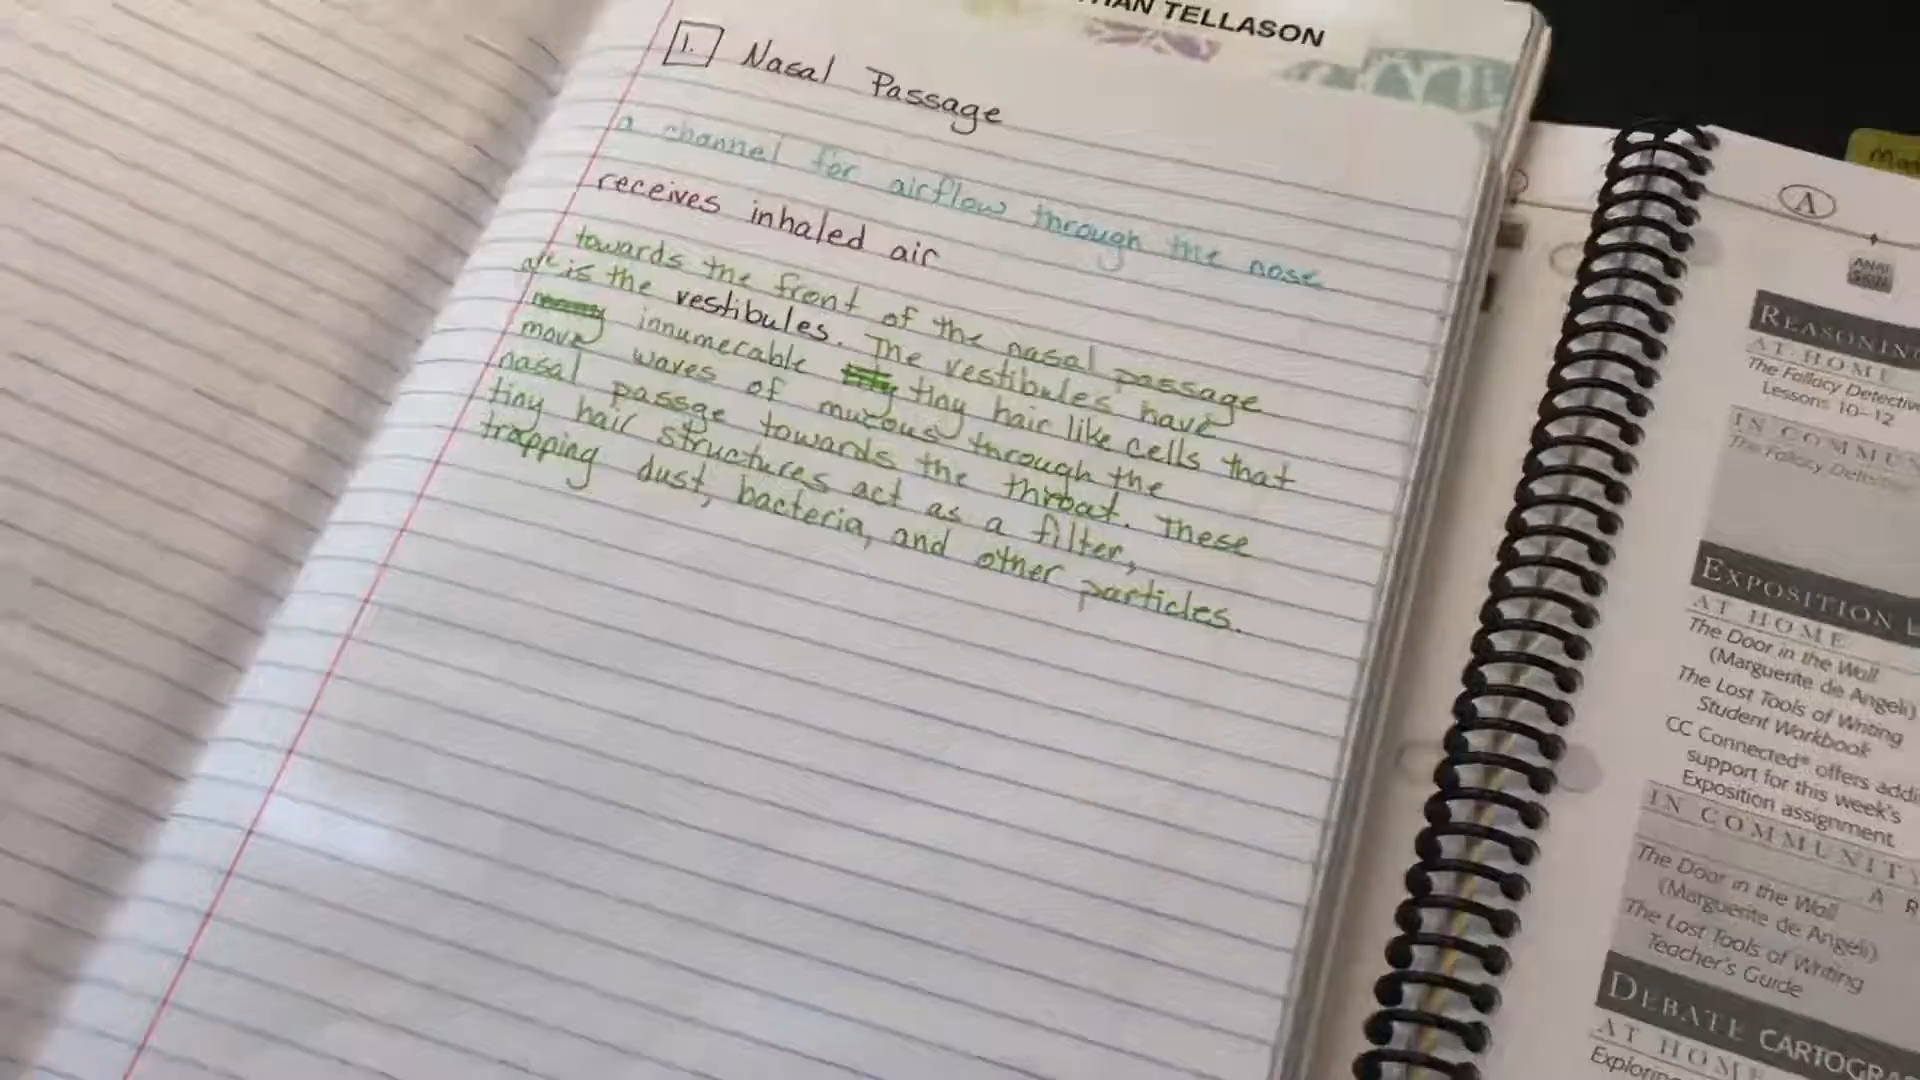 TELLASON
1. Nasal Passage
a channel for airflow through the nose
receives inhaled air
towards the front of the nasal passage
is the vestibules. The vestibules have
innumerable tiny hair like cells that
move waves of mucous through the
nasal passge towards the throat. These
tiny hair structures act as a filter,
trapping dust, bacteria, and other particles.
A
REASONING
AT HOME
The Fallacy Detective
Lessons 10–12
IN COMMUN
The Fallacy Detec
EXPOSITION
AT HOME
The Door in the Wall
(Marguerite de Angeli)
The Lost Tools of Writing
Student Workbook
CC Connected® offers addi
support for this week's
Exposition assignment
IN COMMUNIT
The Door in the Wall
(Marguerite de Angeli)
The Lost Tools of Writing
Teacher's Guide
DEBATE CARTOGRA
AT HOME